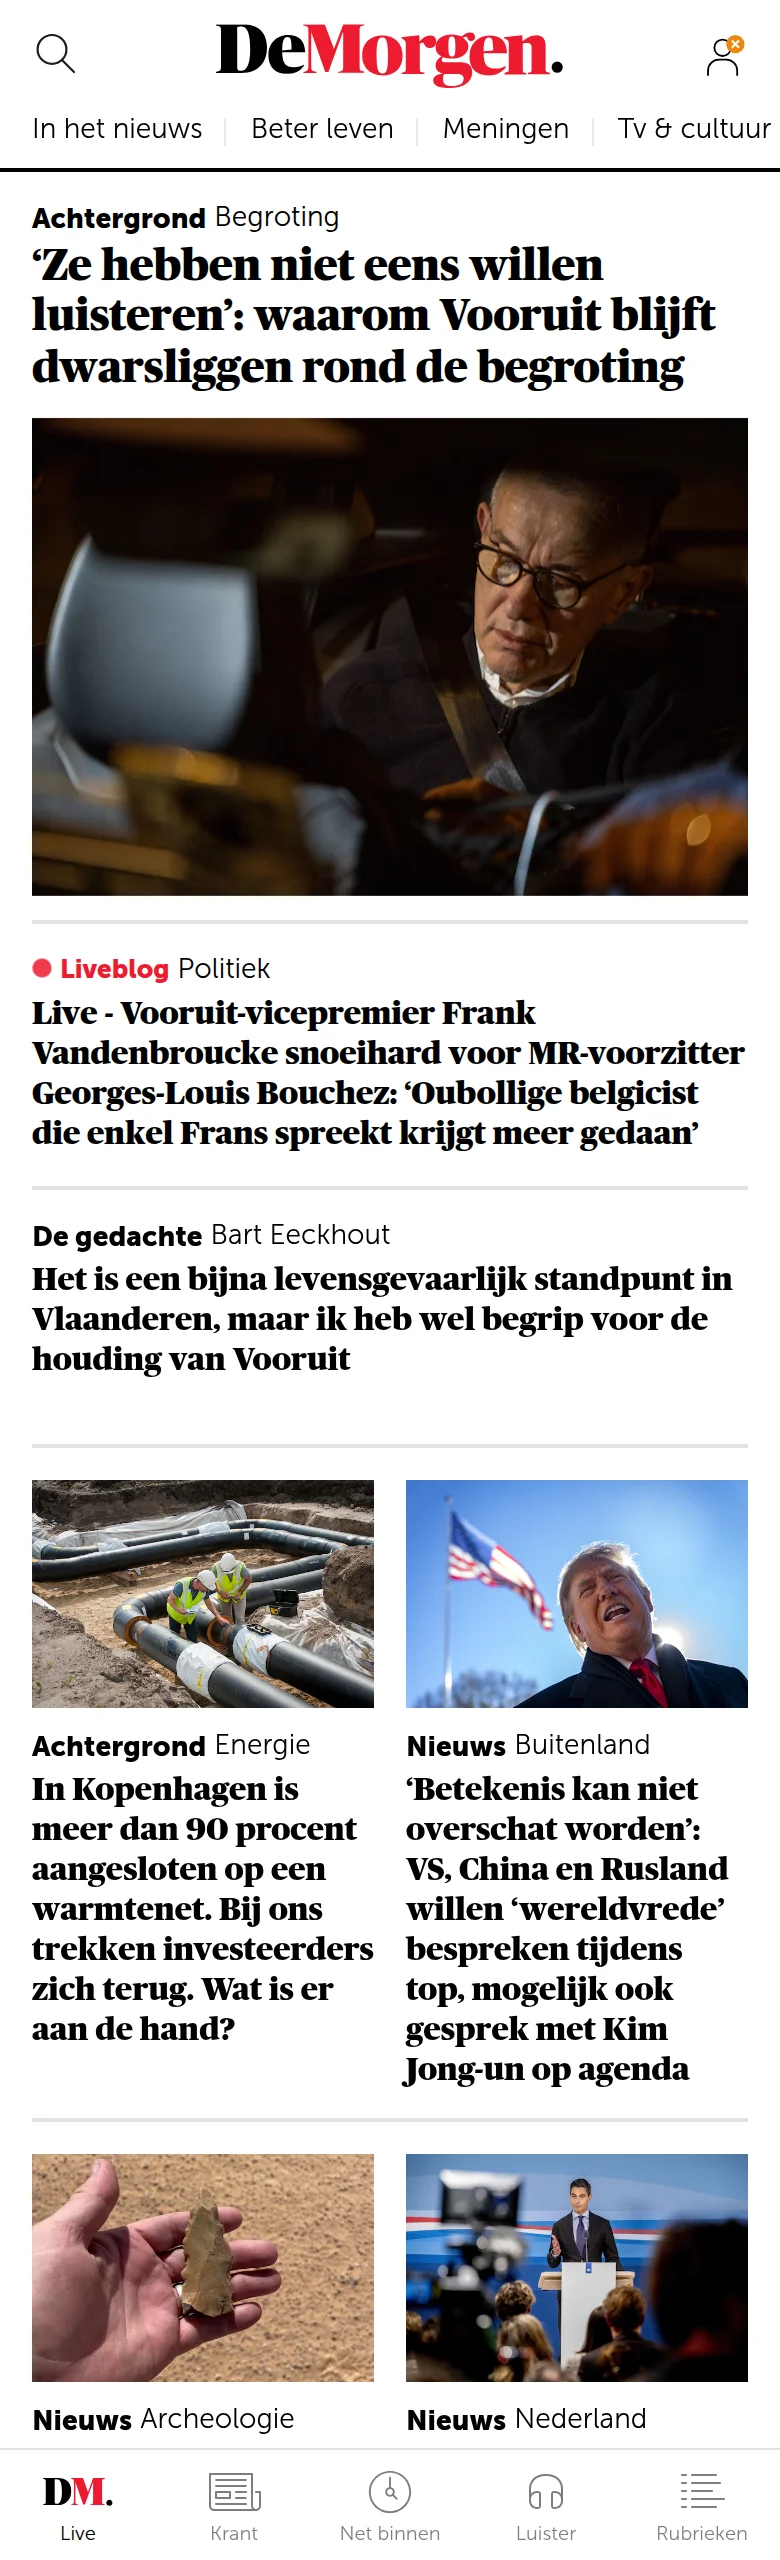 DeMorgen.
In het nieuws
Beter leven
Meningen
Tv & cultuur
Achtergrond Begroting
‘Ze hebben niet eens willen
luisteren’: waarom Vooruit blijft
dwarsliggen rond de begroting
Liveblog Politiek
Live - Vooruit-vicepremier Frank
Vandenbroucke snoeihard voor MR-voorzitter
Georges-Louis Bouchez: ‘Oubollige belgicist
die enkel Frans spreekt krijgt meer gedaan’
De gedachte Bart Eeckhout
Het is een bijna levensgevaarlijk standpunt in
Vlaanderen, maar ik heb wel begrip voor de
houding van Vooruit
Achtergrond Energie
In Kopenhagen is
meer dan 90 procent
aangesloten op een
warmtenet. Bij ons
trekken investeerders
zich terug. Wat is er
aan de hand?
Nieuws Buitenland
‘Betekenis kan niet
overschat worden’:
VS, China en Rusland
willen ‘wereldvrede’
bespreken tijdens
top, mogelijk ook
gesprek met Kim
Jong-un op agenda
Nieuws Archeologie
Nieuws Nederland
DM.
Live
Krant
Net binnen
Luister
Rubrieken